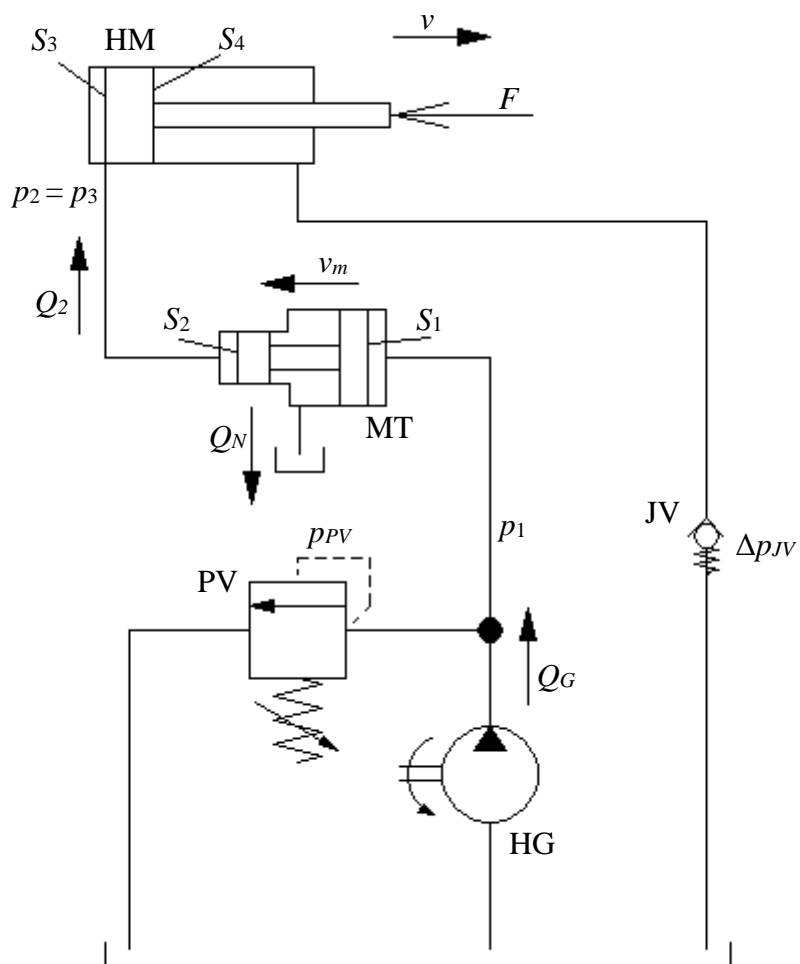 v
S3 HM S4
F
p2 = p3
vm
Q2
S2 S1
QN MT
p1 JV
pPV ΔpJV
PV
QG
HG